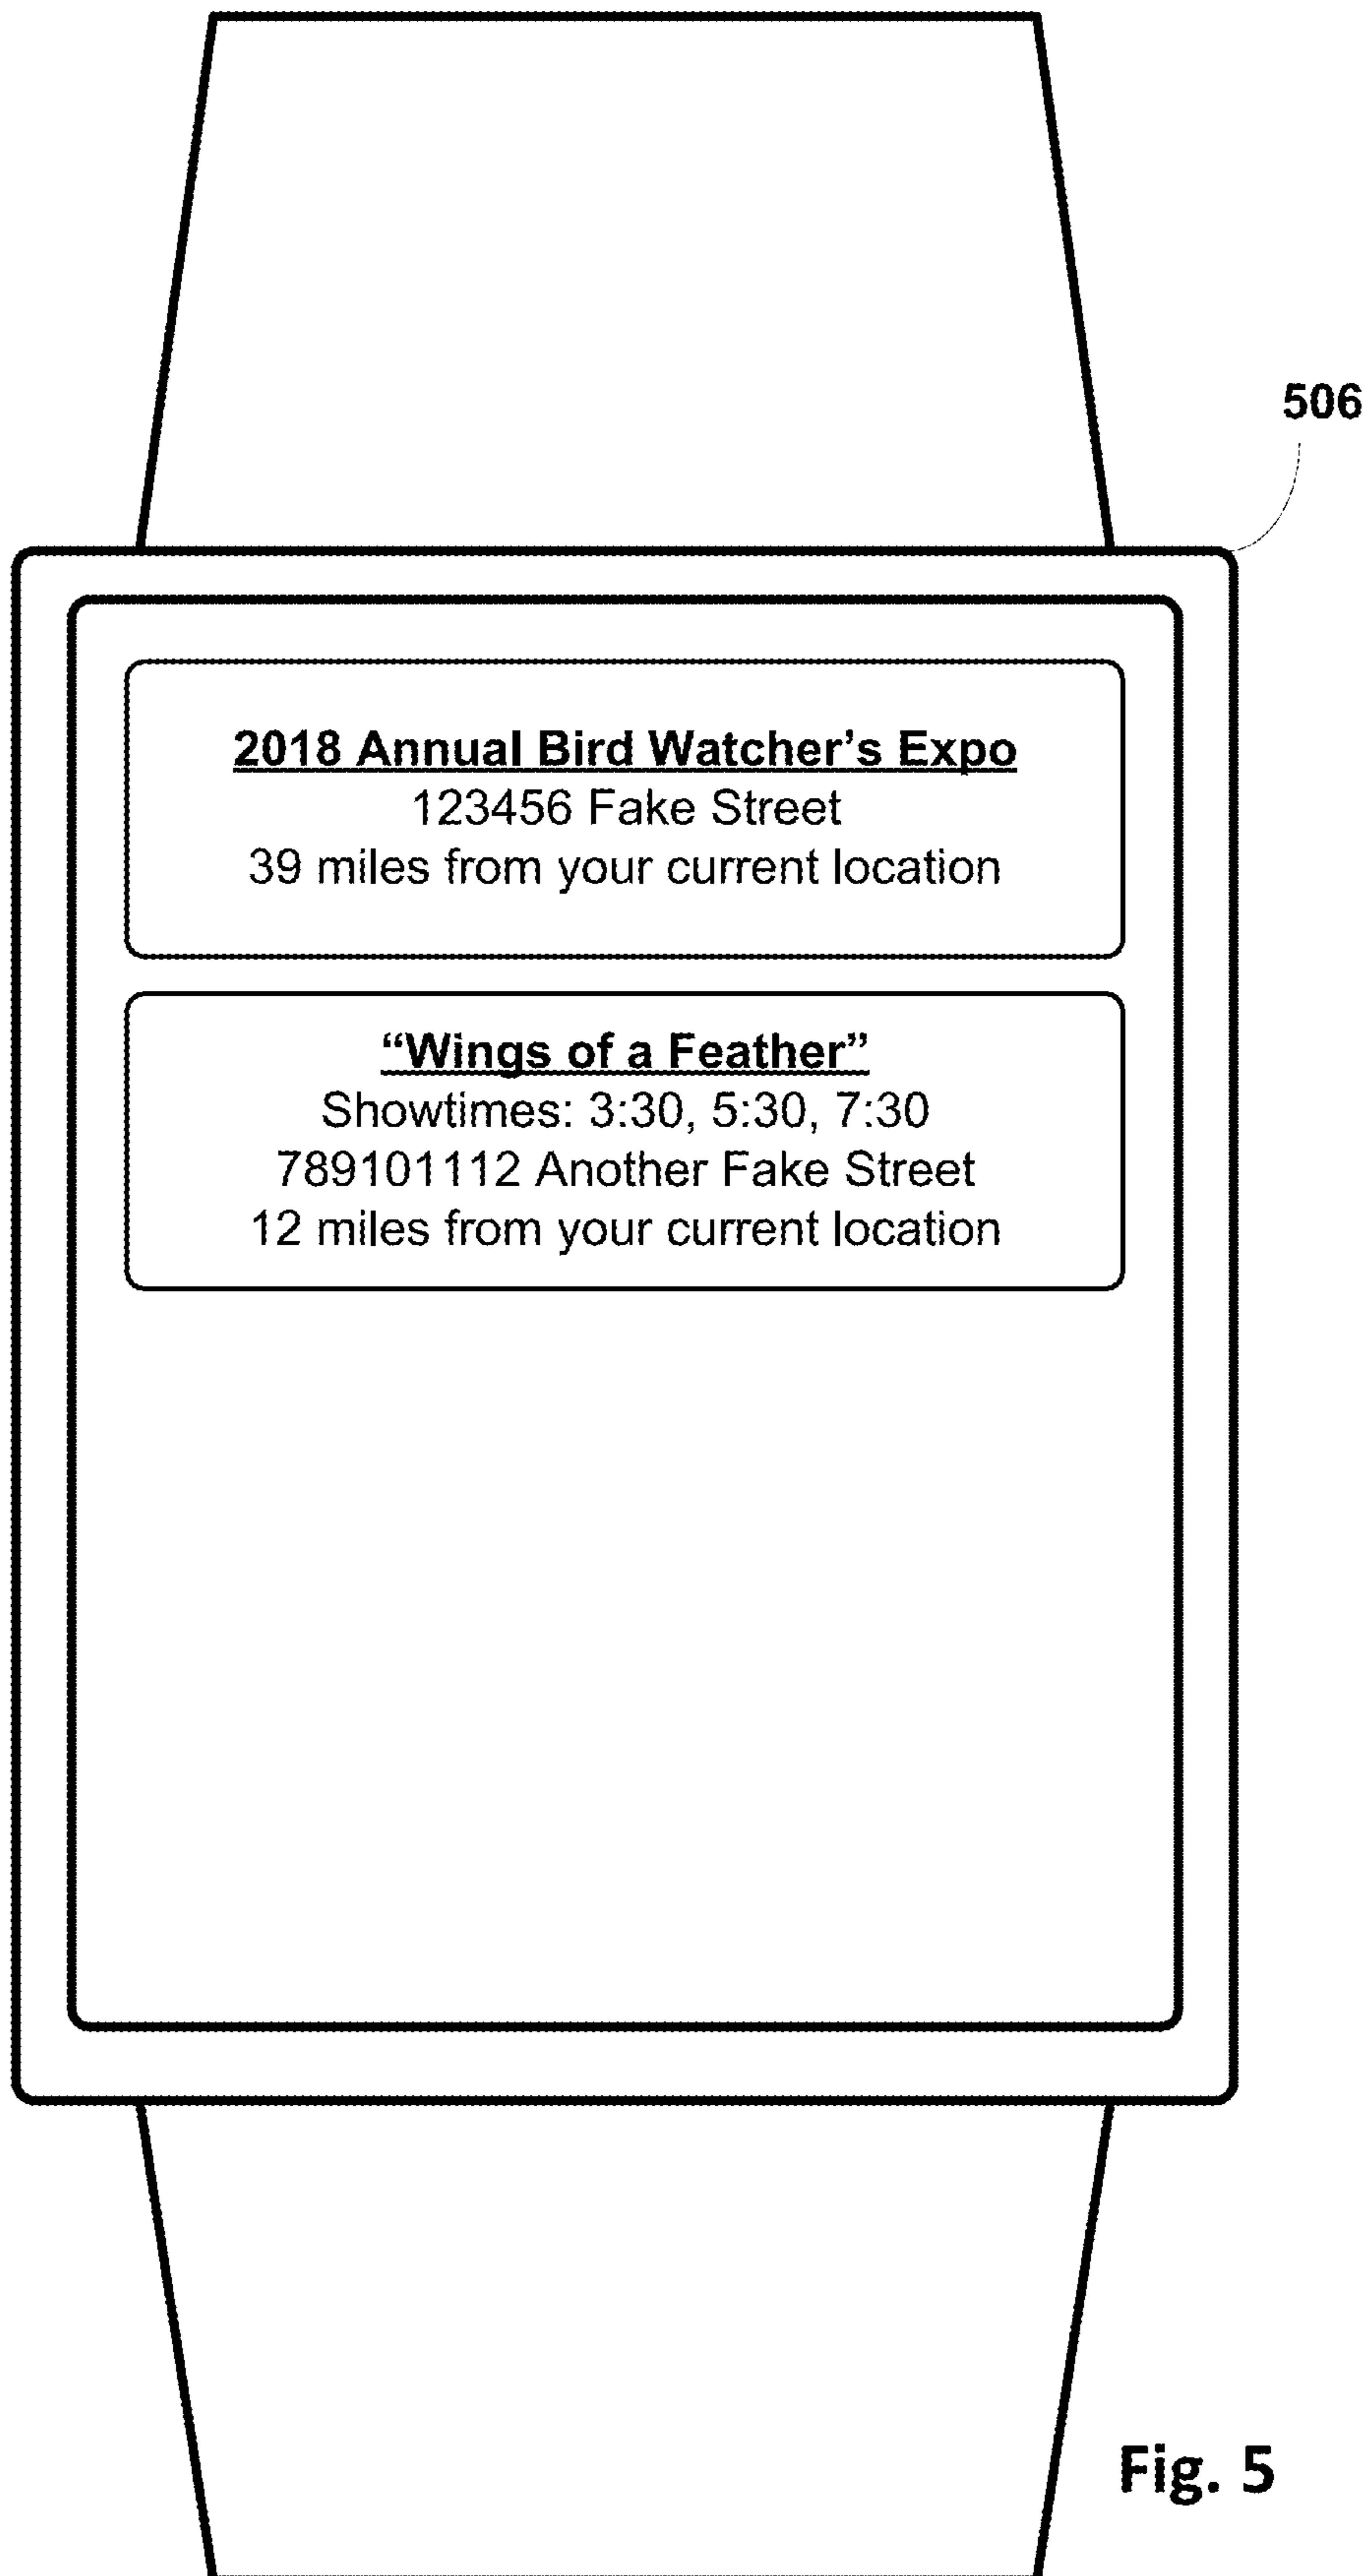 506
2018 Annual Bird Watcher’s Expo
123456 Fake Street
39 miles from your current location
“Wings of a Feather”
Showtimes: 3:30, 5:30, 7:30
789101112 Another Fake Street
12 miles from your current location
Fig. 5